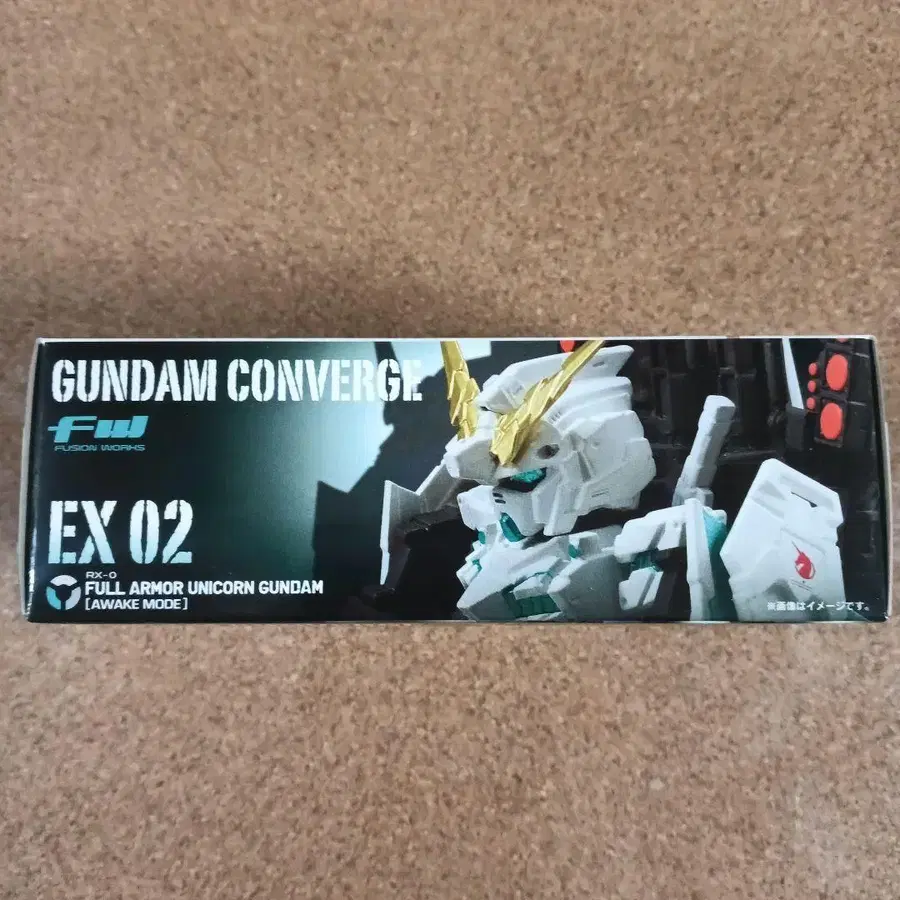 GUNDAM CONVERGE
FW
FUSION WORKS
EX 02
RX-0
FULL ARMOR UNICORN GUNDAM
[AWAKE MODE]
※画像はイメージです。